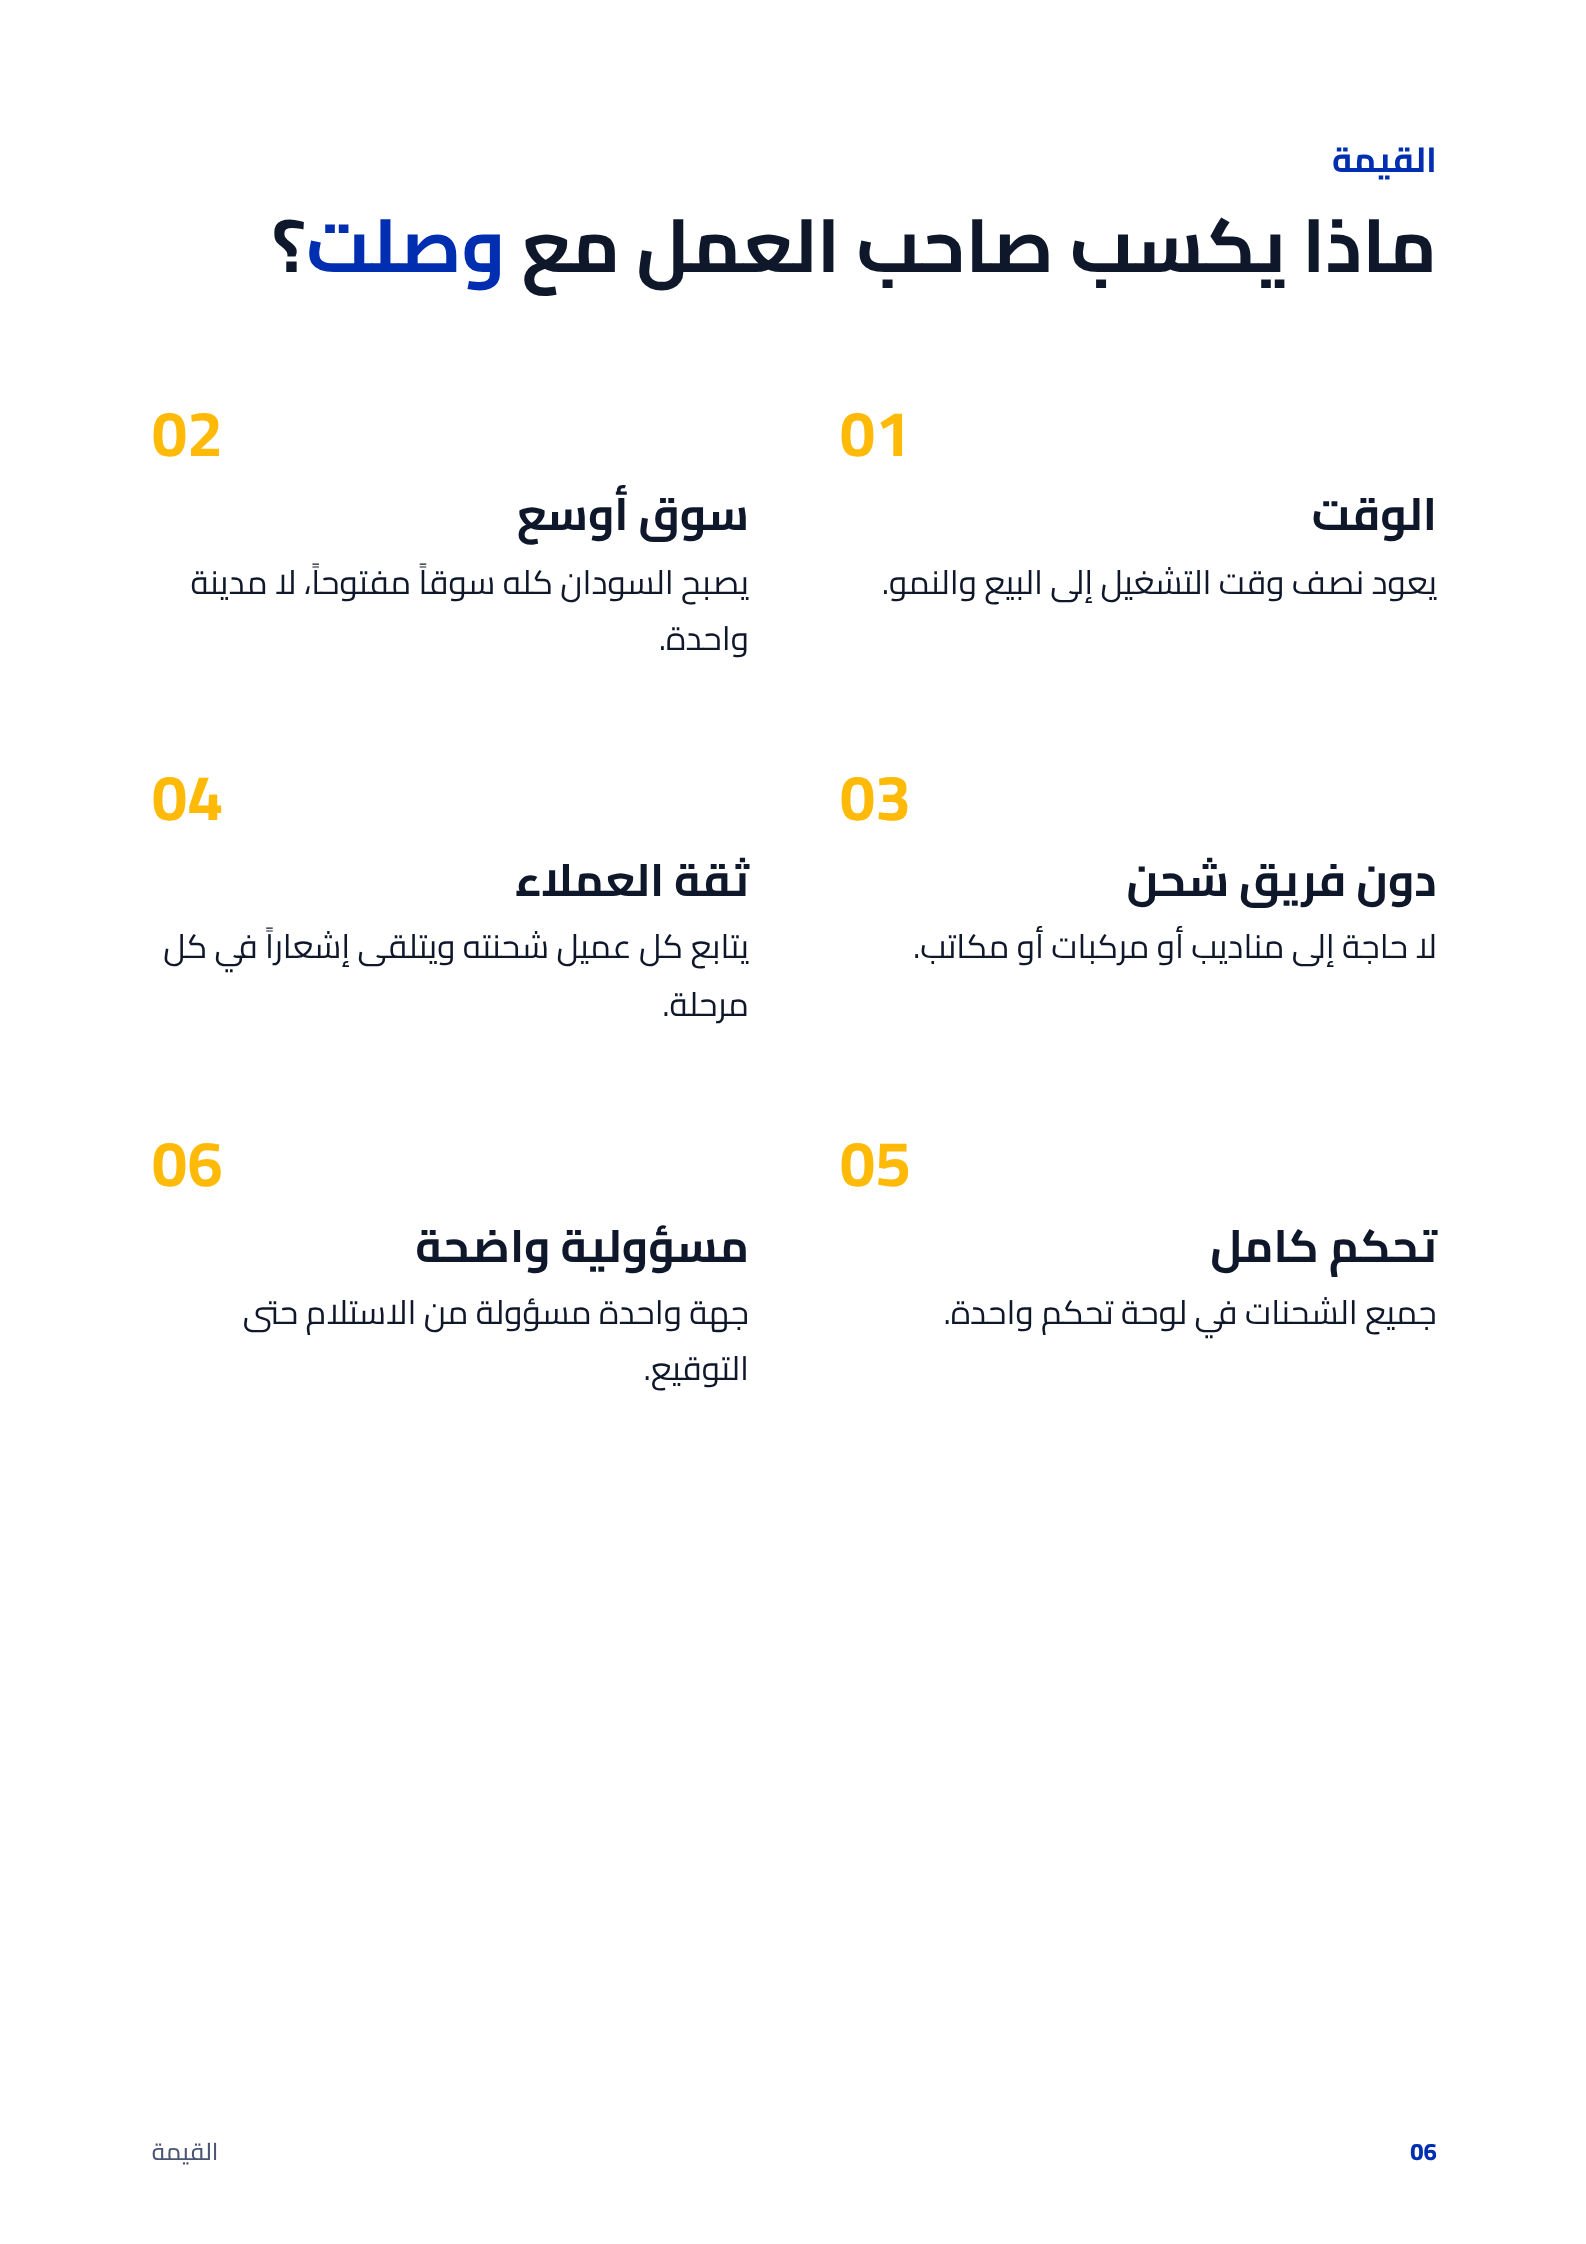 القيمة
ماذا يكسب صاحب العمل مع وصلت؟
01
الوقت
يعود نصف وقت التشغيل إلى البيع والنمو.
02
سوق أوسع
يصبح السودان كله سوقاً مفتوحاً، لا مدينة
واحدة.
03
دون فريق شحن
لا حاجة إلى مناديب أو مركبات أو مكاتب.
04
ثقة العملاء
يتابع كل عميل شحنته ويتلقى إشعاراً في كل
مرحلة.
05
تحكم كامل
جميع الشحنات في لوحة تحكم واحدة.
06
مسؤولية واضحة
جهة واحدة مسؤولة من الاستلام حتى
التوقيع.
06
القيمة